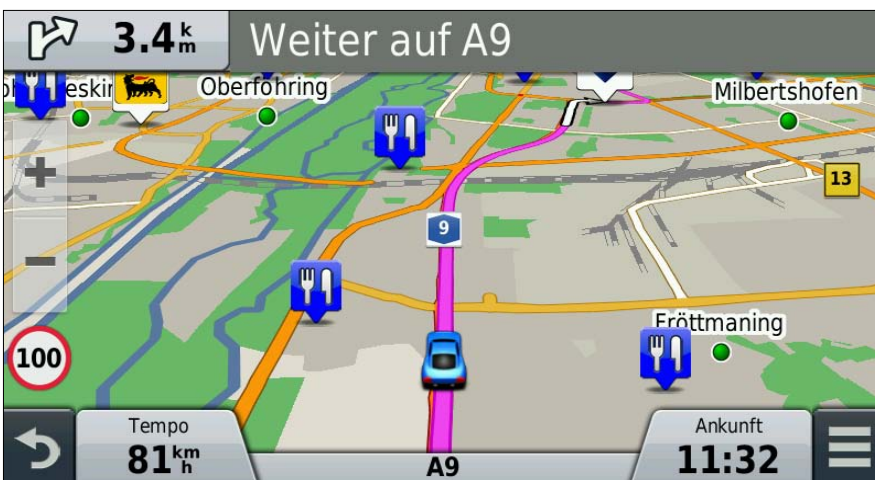 3.4 km
Weiter auf A9
Oberföhring
Milbertshofen
13
9
Fröttmaning
100
Tempo
81 km/h
Ankunft
11:32
A9